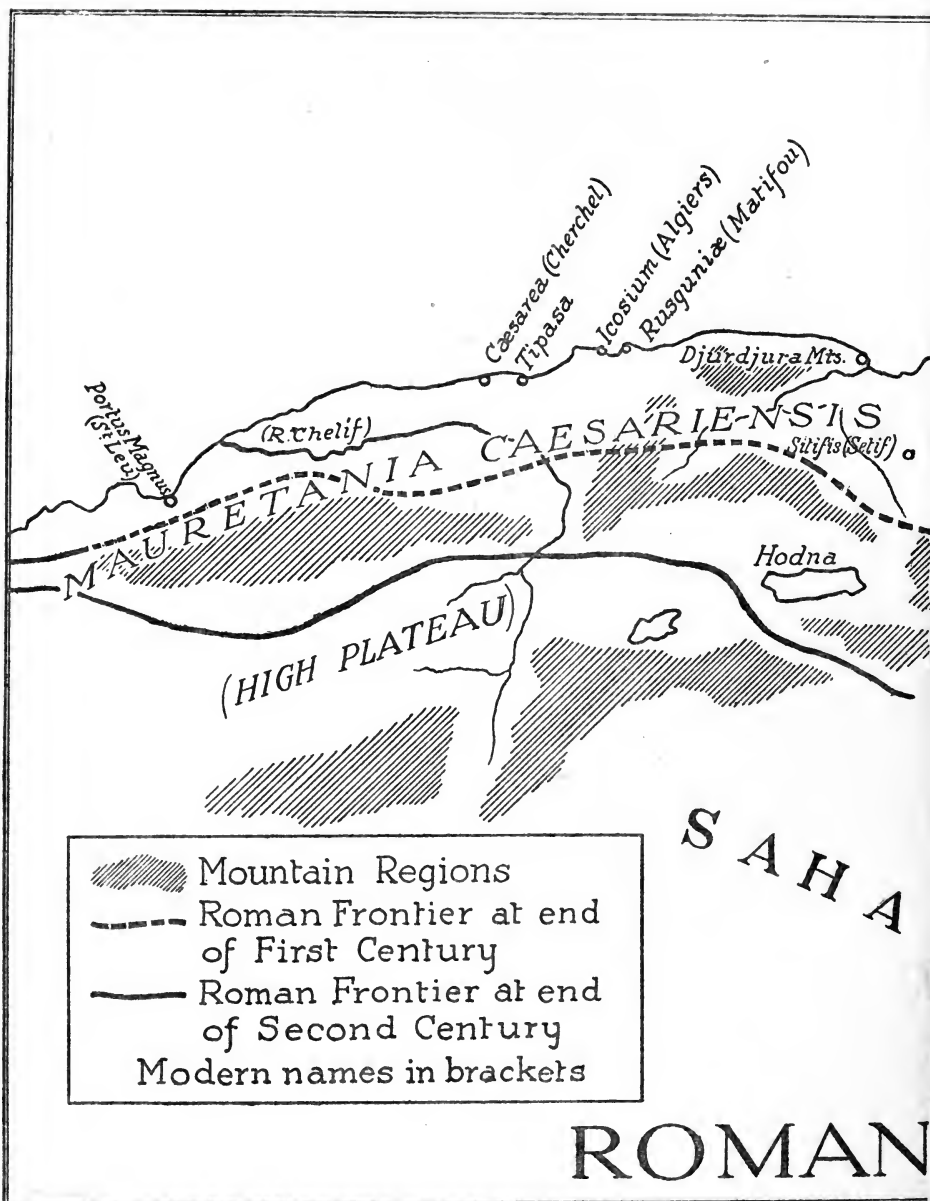 Caesarea (Cherchel)
Tipasa
Icosium (Algiers)
Rusguniæ (Matifou)
Djurdjura Mts.
Portus Magnus
(St Leu)
(R. Chelif)
MAURETANIA CAESARIENSIS
Sitifis (Setif)
Hodna
(HIGH PLATEAU)
SAHA
Mountain Regions
Roman Frontier at end
of First Century
Roman Frontier at end
of Second Century
Modern names in brackets
ROMAN